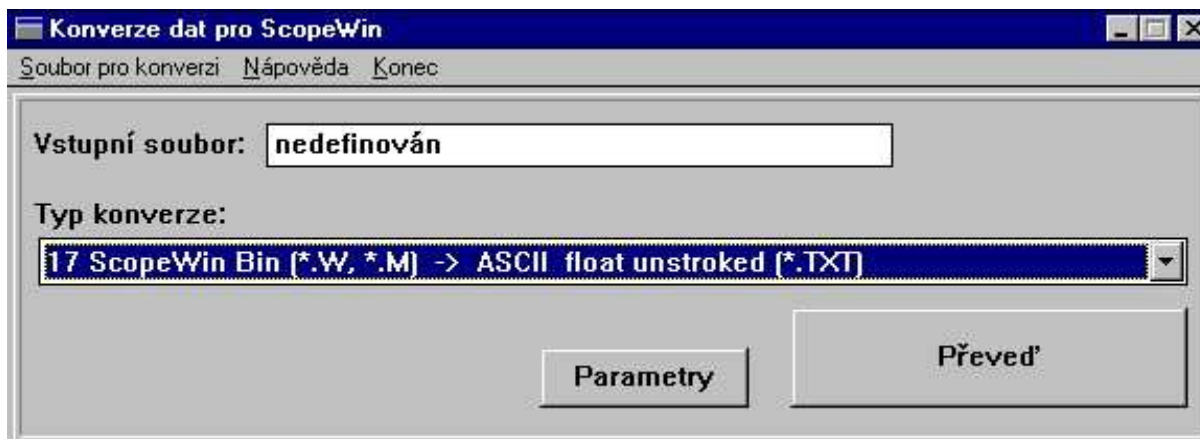 Konverze dat pro ScopeWin
Soubor pro konverzi Nápověda Konec
Vstupní soubor: nedefinován
Typ konverze:
17 ScopeWin Bin (*.W, *.M) -> ASCII float unstroked (*.TXT)
Parametry Převeď